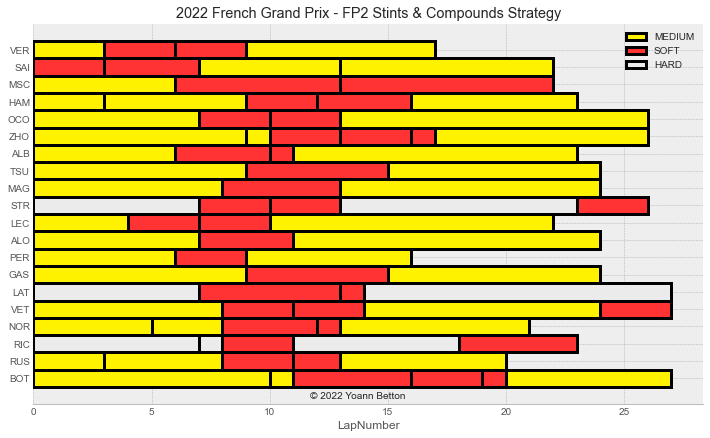 2022 French Grand Prix - FP2 Stints & Compounds Strategy
MEDIUM
SOFT
HARD
VER
SAI
MSC
HAM
OCO
ZHO
ALB
TSU
MAG
STR
LEC
ALO
PER
GAS
LAT
VET
NOR
RIC
RUS
BOT
© 2022 Yoann Betton
0 5 10 15 20 25
LapNumber